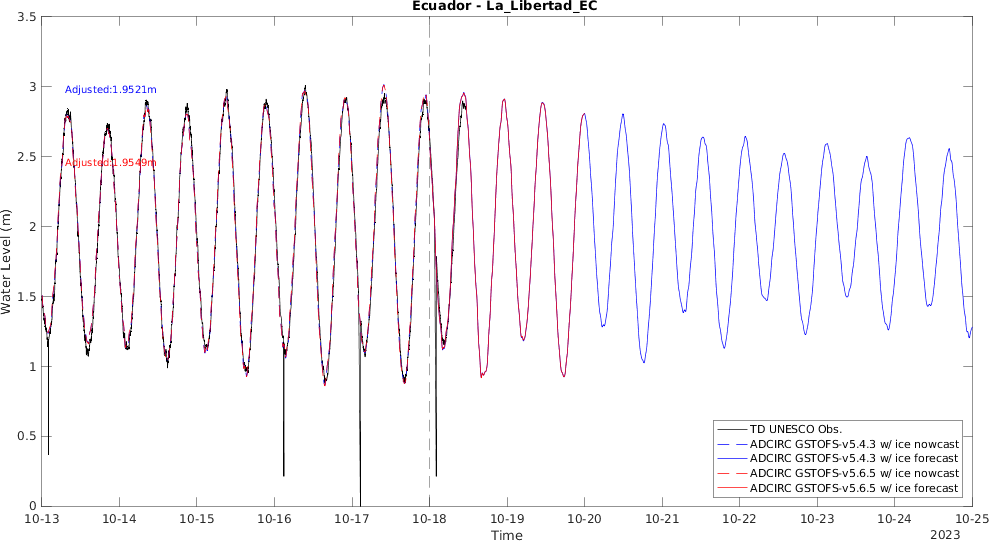 Ecuador - La_Libertad_EC
3.5
3
2.5
2
1.5
1
0.5
0
Water Level (m)
Adjusted:1.9521m
Adjusted:1.9549m
TD UNESCO Obs.
ADCIRC GSTOFS-v5.4.3 w/ ice nowcast
ADCIRC GSTOFS-v5.4.3 w/ ice forecast
ADCIRC GSTOFS-v5.6.5 w/ ice nowcast
ADCIRC GSTOFS-v5.6.5 w/ ice forecast
10-13 10-14 10-15 10-16 10-17 10-18 10-19 10-20 10-21 10-22 10-23 10-24 10-25
Time
2023